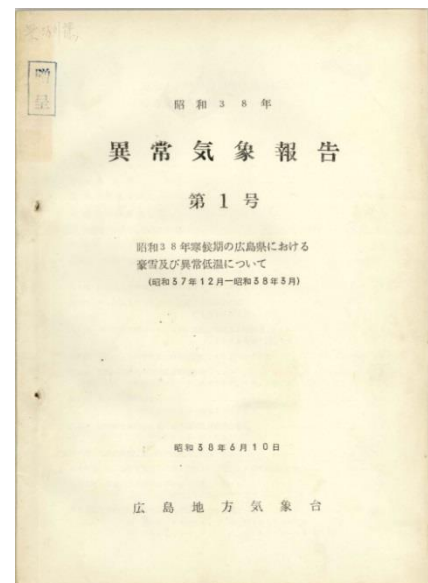 昭和38年
異常気象報告
第1号
昭和38年寒候期の広島県における
豪雪及び異常低温について
(昭和37年12月―昭和38年3月)
昭和38年6月10日
広島地方気象台
呈